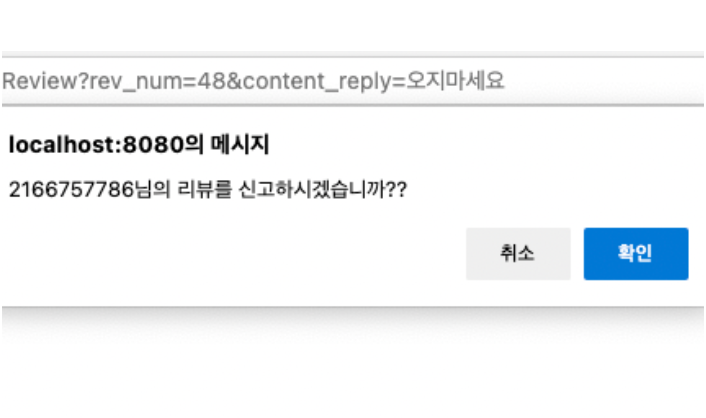 Review?rev_num=48&content_reply=오지마세요
localhost:8080의 메시지
2166757786님의 리뷰를 신고하시겠습니까??
취소
확인